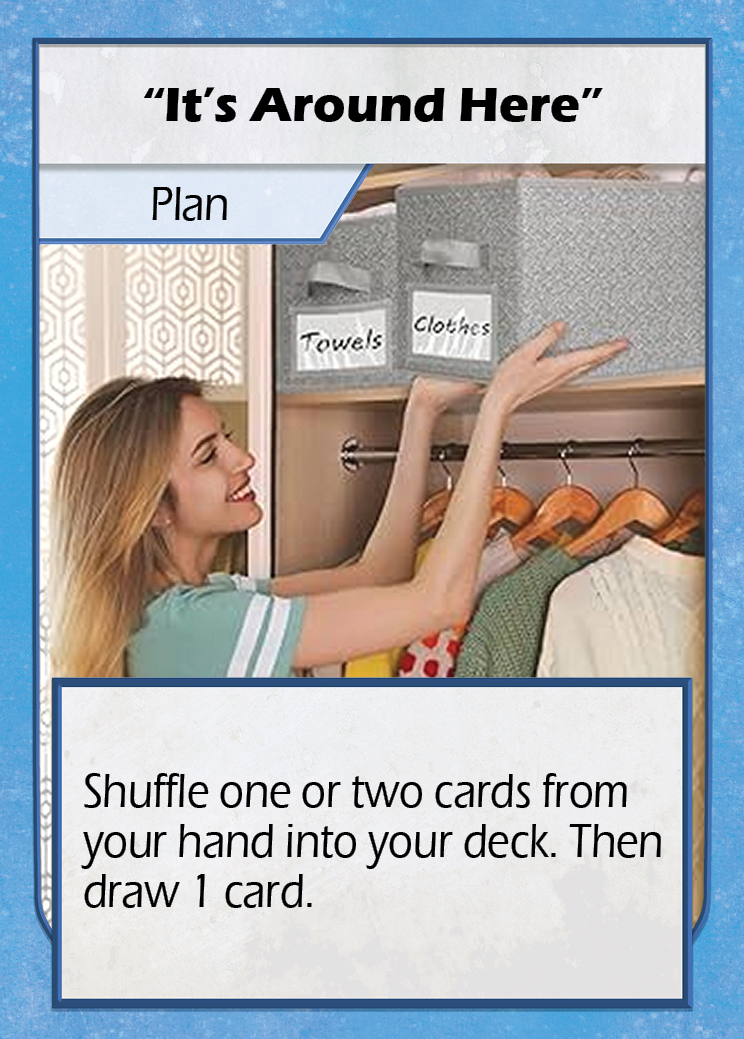 “It’s Around Here”
Plan
Towels
Clothes
Shuffle one or two cards from
your hand into your deck. Then
draw 1 card.